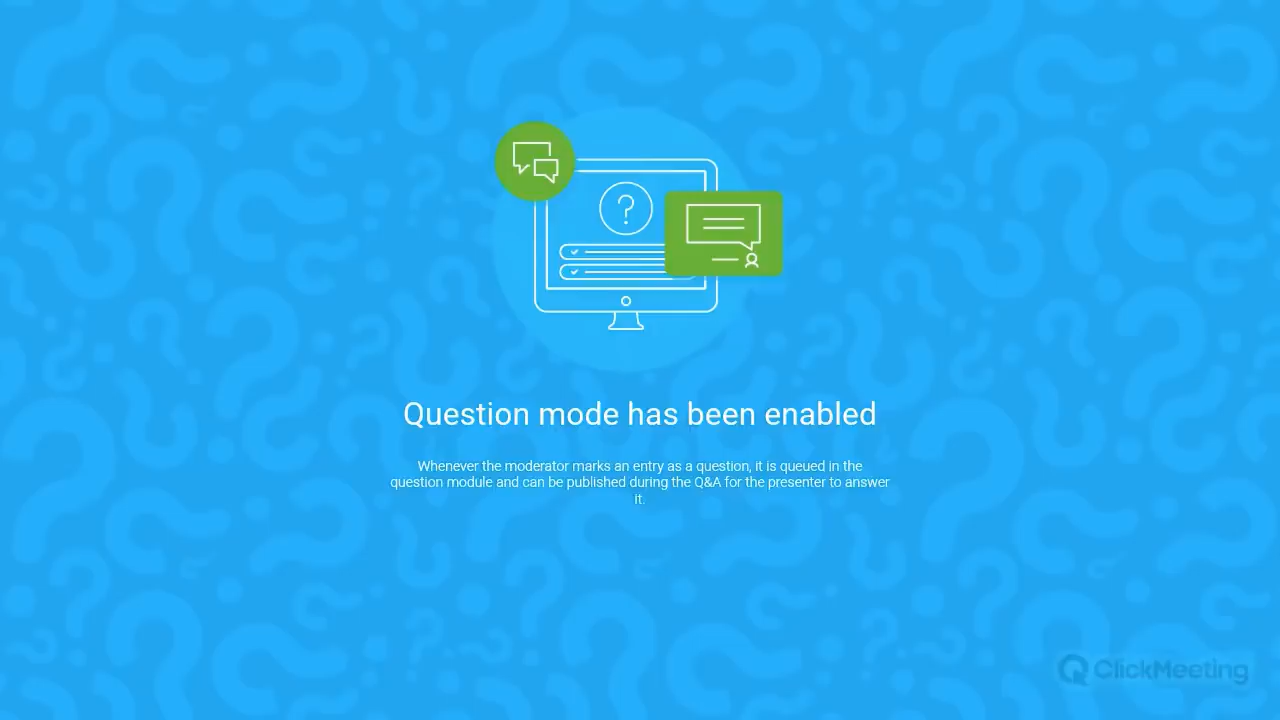 Question mode has been enabled
Whenever the moderator marks an entry as a question, it is queued in the
question module and can be published during the Q&A for the presenter to answer
it.
ClickMeeting